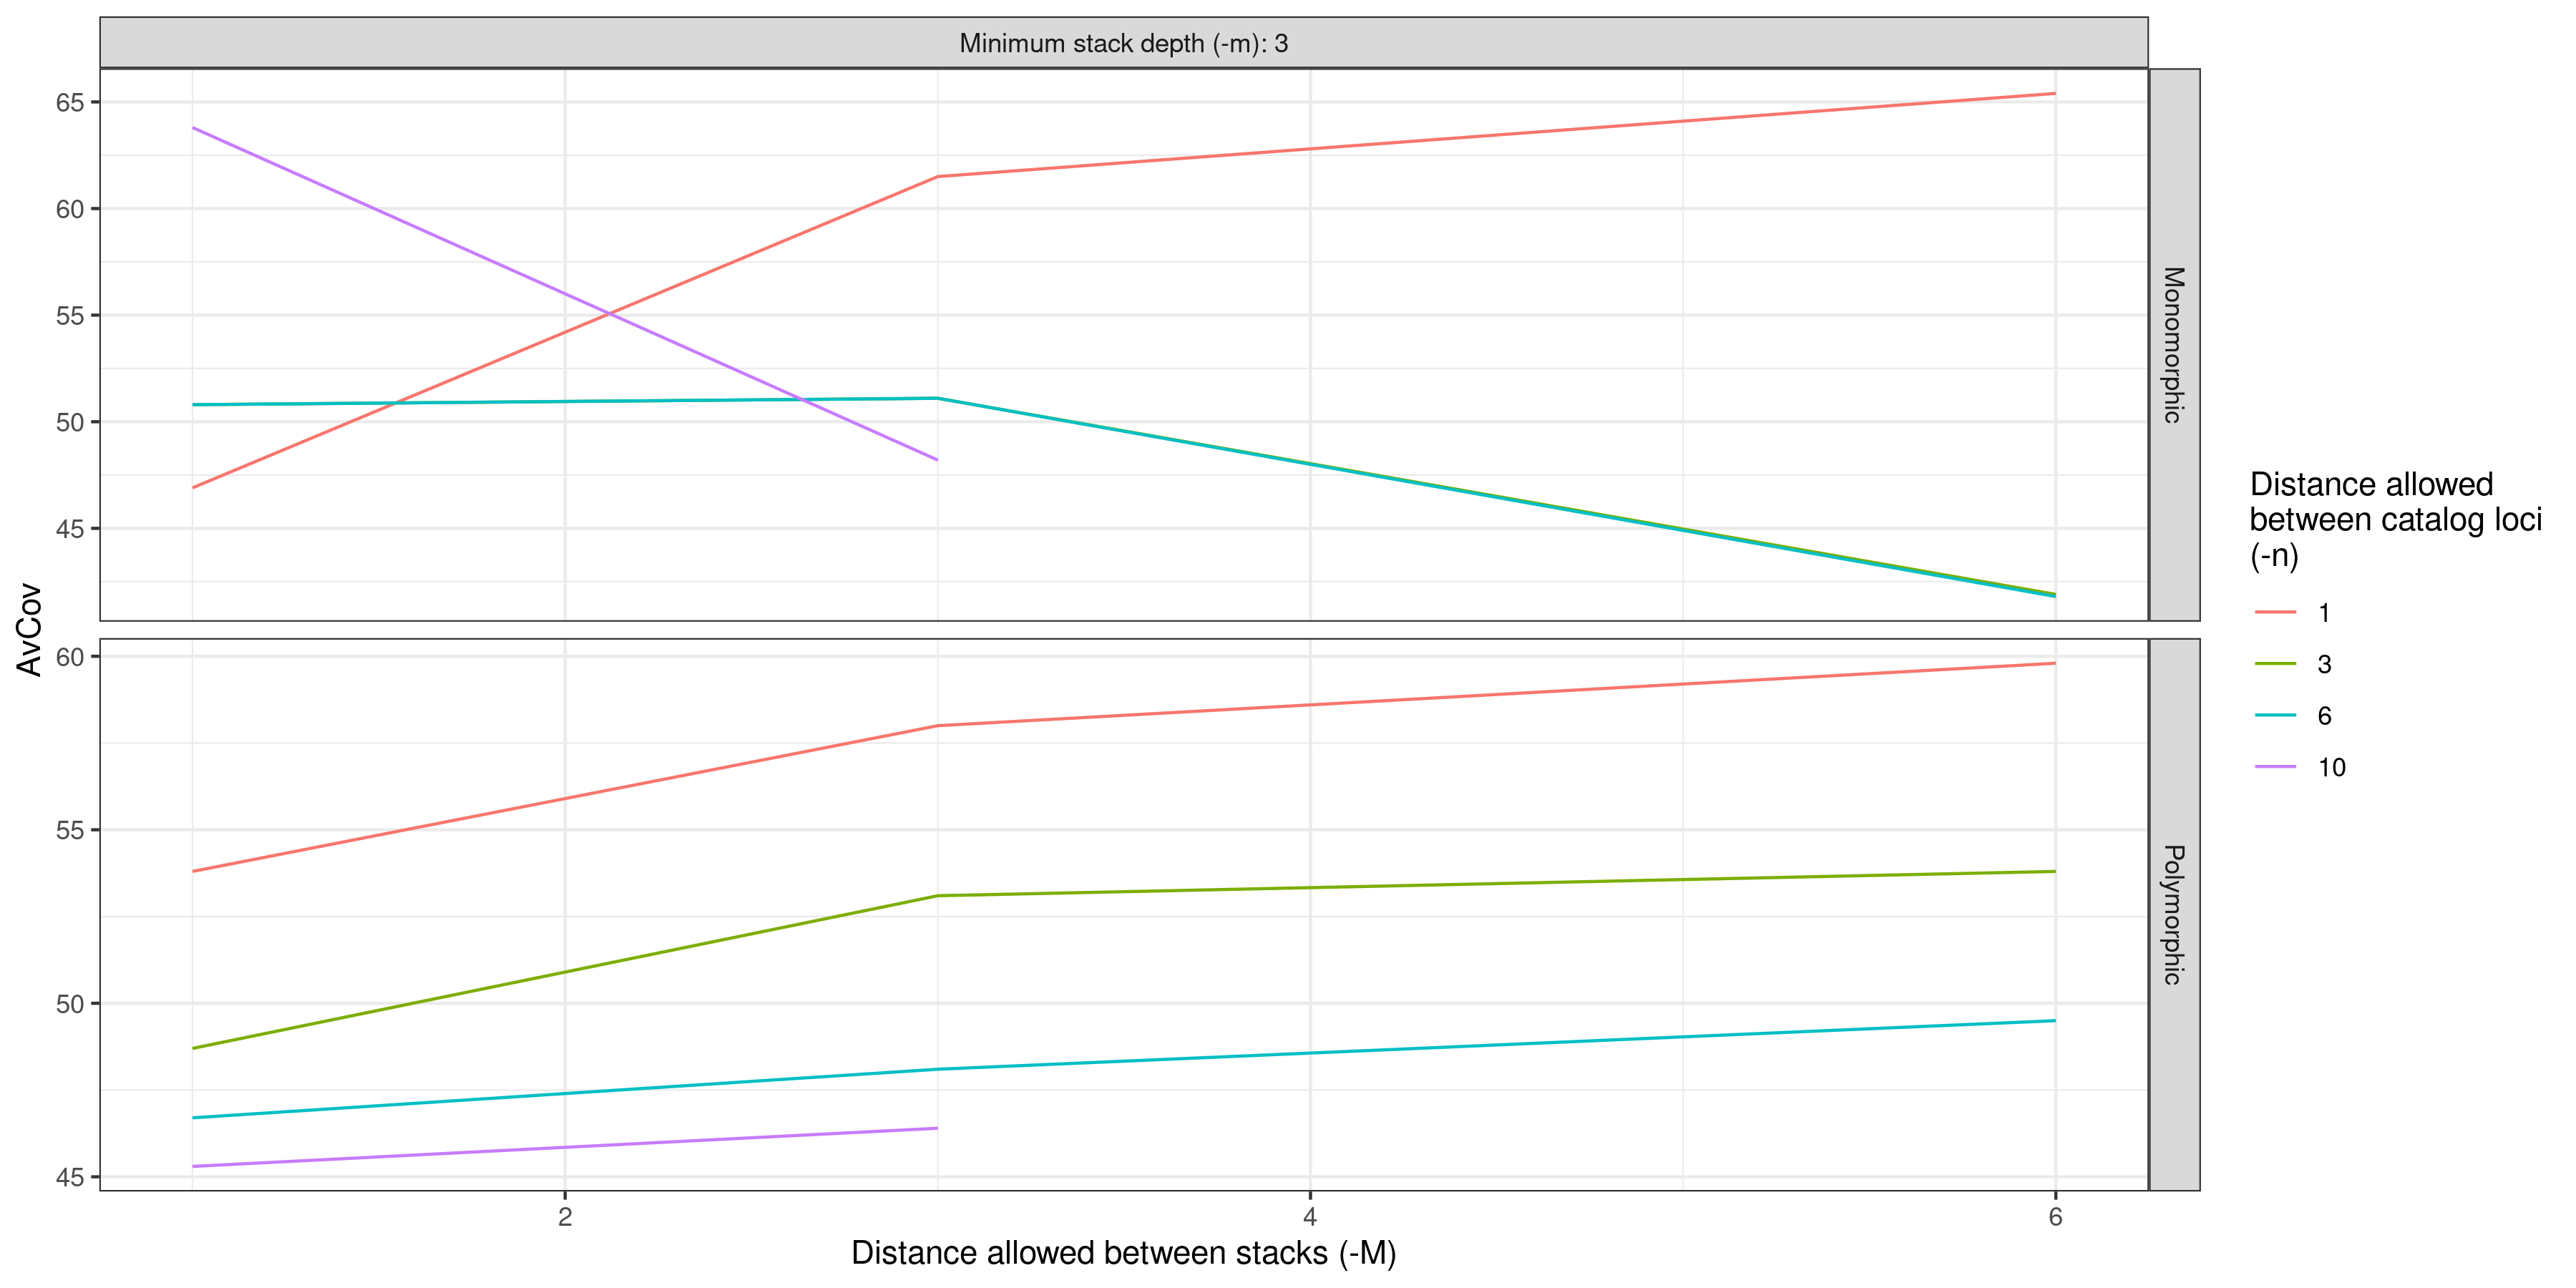 Minimum stack depth (-m): 3
65
60
55
50
45
Monomorphic
AvCov
60
55
50
45
Polymorphic
2
4
6
Distance allowed between stacks (-M)
Distance allowed
between catalog loci
(-n)
1
3
6
10